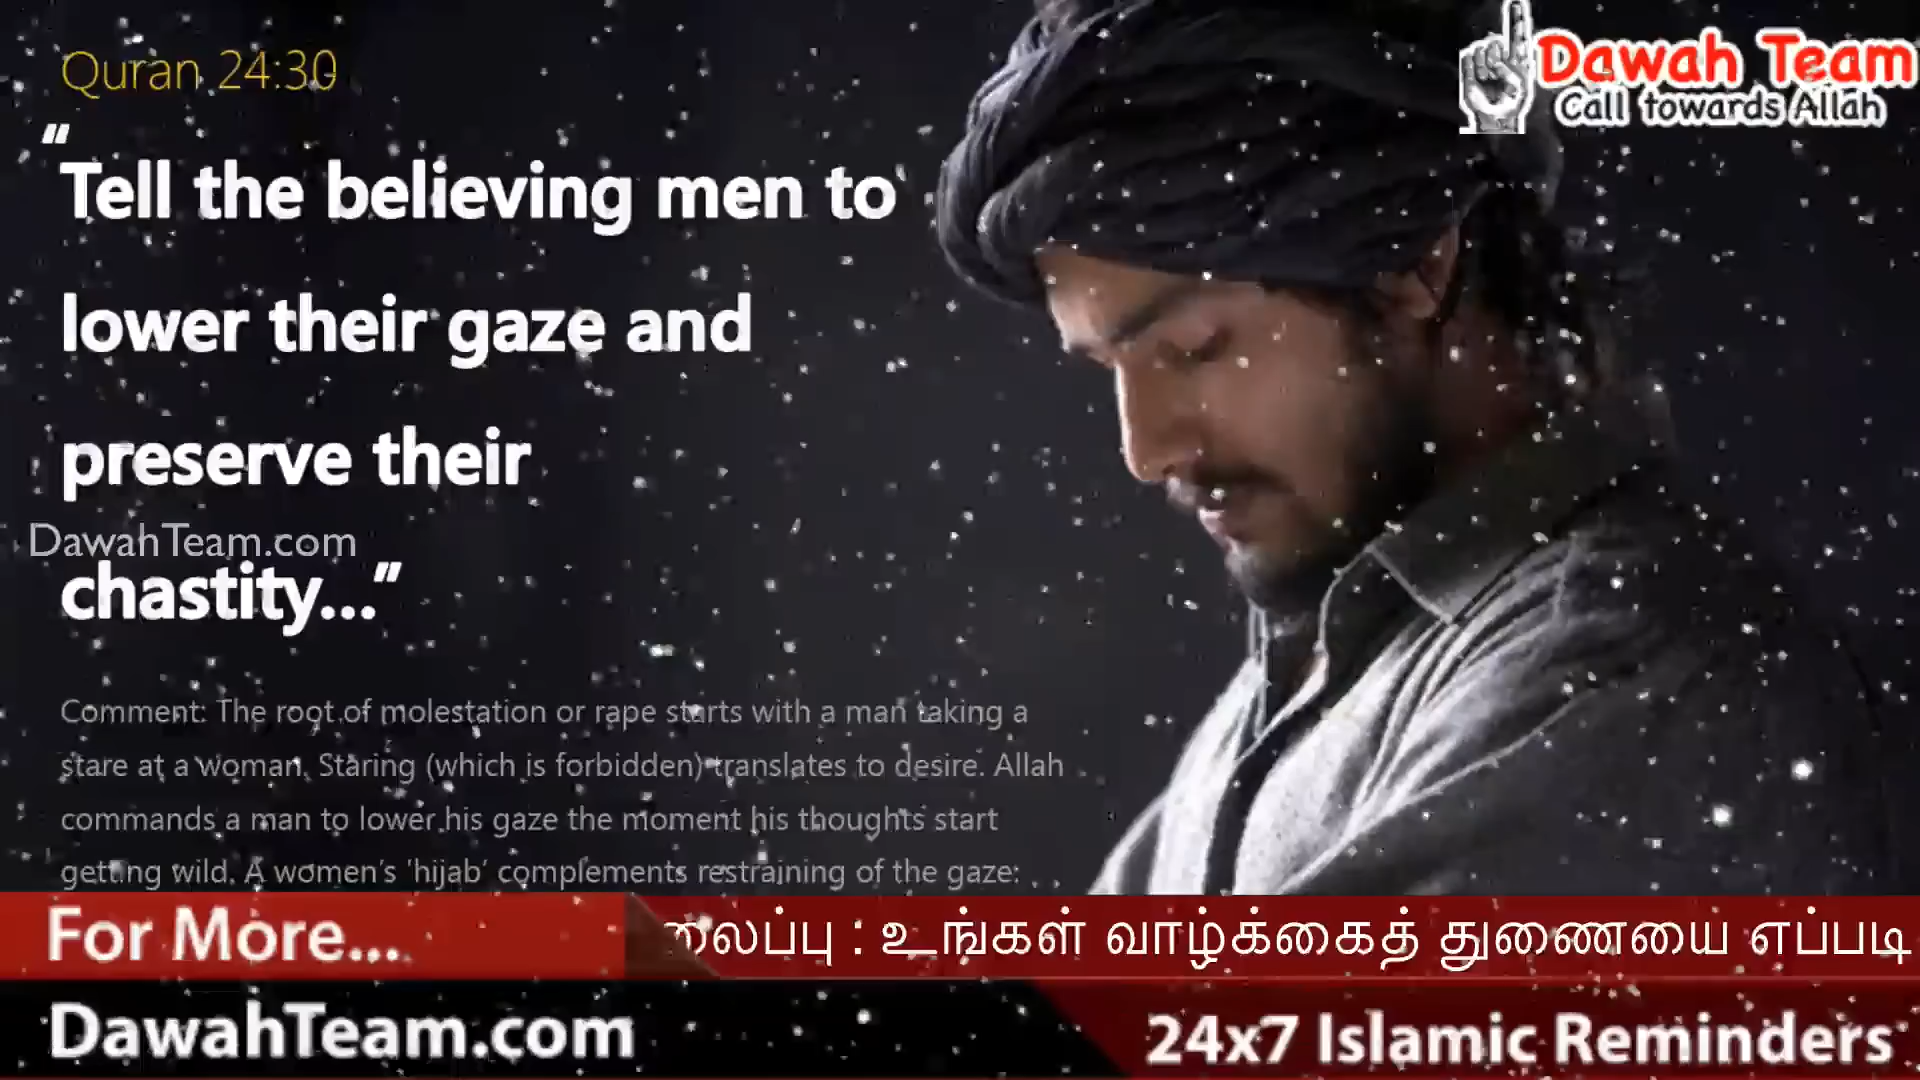 Quran 24:30
Dawah Team
Call towards Allah
“Tell the believing men to
lower their gaze and
preserve their
DawahTeam.com
chastity...”
Comment: The root of molestation or rape starts with a man taking a
stare at a woman. Staring (which is forbidden) translates to desire. Allah
commands a man to lower his gaze the moment his thoughts start
getting wild. A women’s ‘hijab’ complements restraining of the gaze:
For More...
: உங்கள் வாழ்க்கைத் துணையை எப்படி
DawahTeam.com
24x7 Islamic Reminders